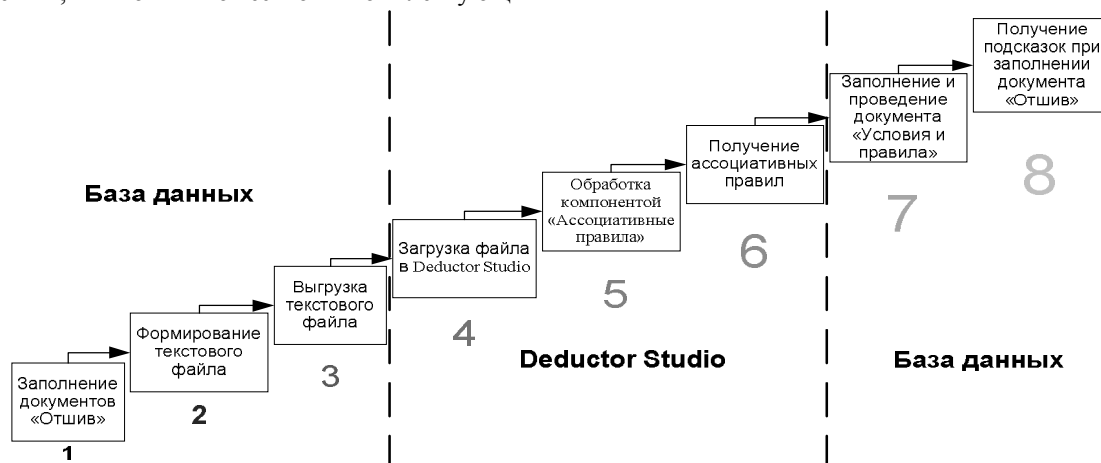 База данных
Deductor Studio
База данных
Заполнение
документов
«Отшив»
1
Формирование
текстового
файла
2
Выгрузка
текстового
файла
3
Загрузка файла
в Deductor Studio
4
Обработка
компонентой
«Ассоциативные
правила»
5
Получение
ассоциативных
правил
6
Заполнение и
проведение
документа
«Условия и
правила»
7
Получение
подсказок при
заполнении
документа
«Отшив»
8